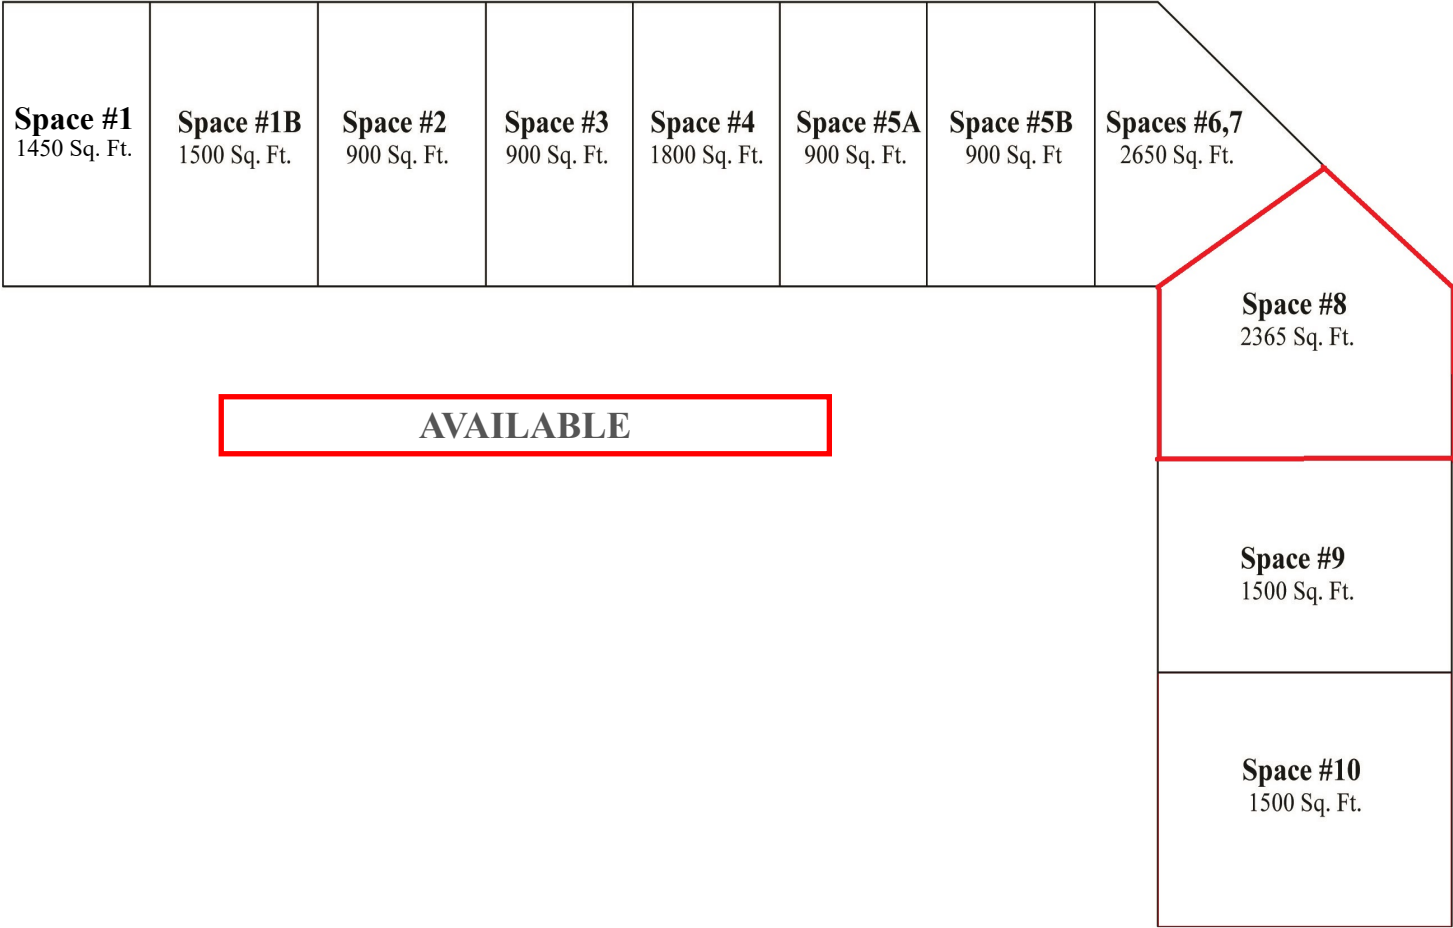 Space #1
1450 Sq. Ft.
Space #1B
1500 Sq. Ft.
Space #2
900 Sq. Ft.
Space #3
900 Sq. Ft.
Space #4
1800 Sq. Ft.
Space #5A
900 Sq. Ft.
Space #5B
900 Sq. Ft
Spaces #6,7
2650 Sq. Ft.
Space #8
2365 Sq. Ft.
AVAILABLE
Space #9
1500 Sq. Ft.
Space #10
1500 Sq. Ft.